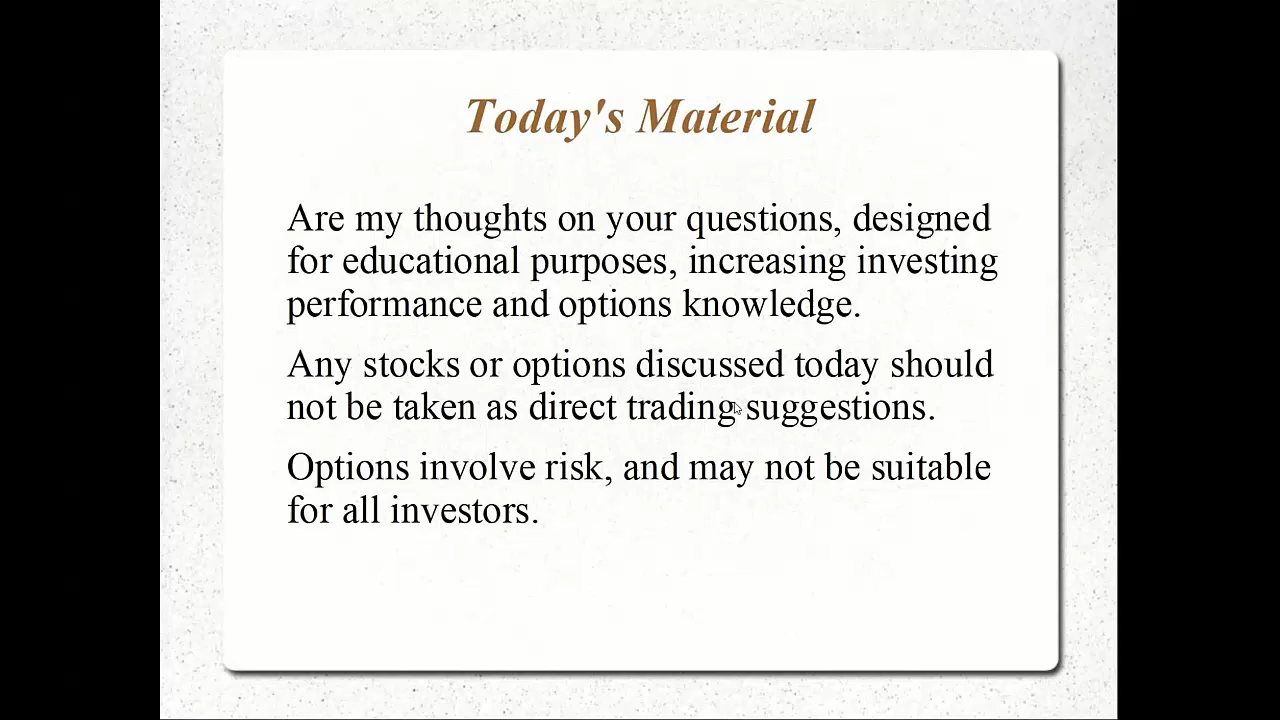 Today's Material
Are my thoughts on your questions, designed
for educational purposes, increasing investing
performance and options knowledge.
Any stocks or options discussed today should
not be taken as direct trading suggestions.
Options involve risk, and may not be suitable
for all investors.